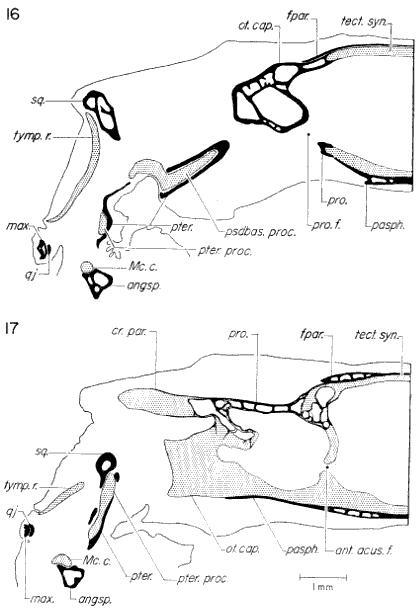 16
ot. cap.
fpar.
tect. syn.
sq.
tymp. r.
max.
qj
pter.
psdbas. proc.
pter. proc.
Mc. c.
angsp.
pro.
pro. f.
pasph.
17
cr. par.
pro.
fpar.
tect. syn.
sq.
tymp. r.
qj
max.
Mc. c.
angsp.
pter.
pter. proc.
ot. cap.
pasph.
ant. acus. f.
1 mm